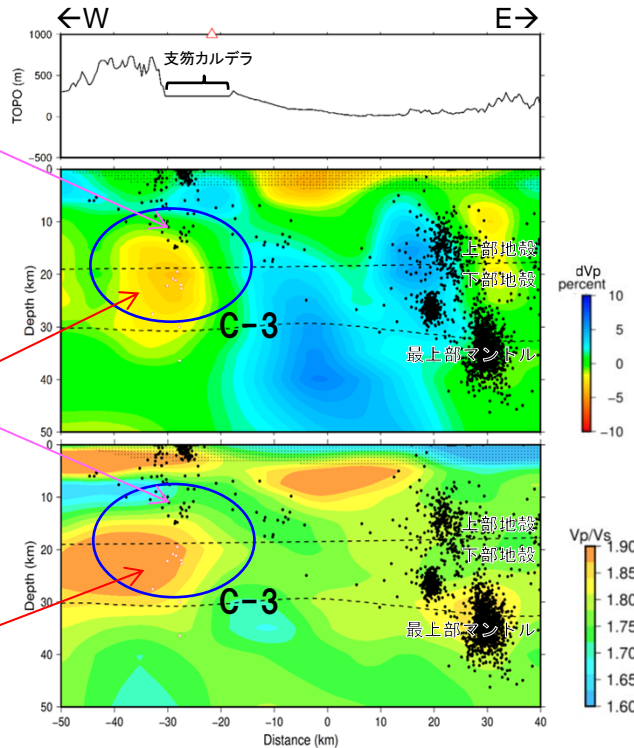 ←W
E→
1000
500
0
−500
TOPO (m)
支笏カルデラ
0
10
20
30
40
50
Depth (km)
上部地殻
下部地殻
C-3
最上部マントル
dVp
percent
10
5
0
−5
−10
0
10
20
30
40
50
Depth (km)
上部地殻
下部地殻
C-3
最上部マントル
Vp/Vs
1.90
1.85
1.80
1.75
1.70
1.65
1.60
−50 −40 −30 −20 −10 0 10 20 30 40
Distance (km)